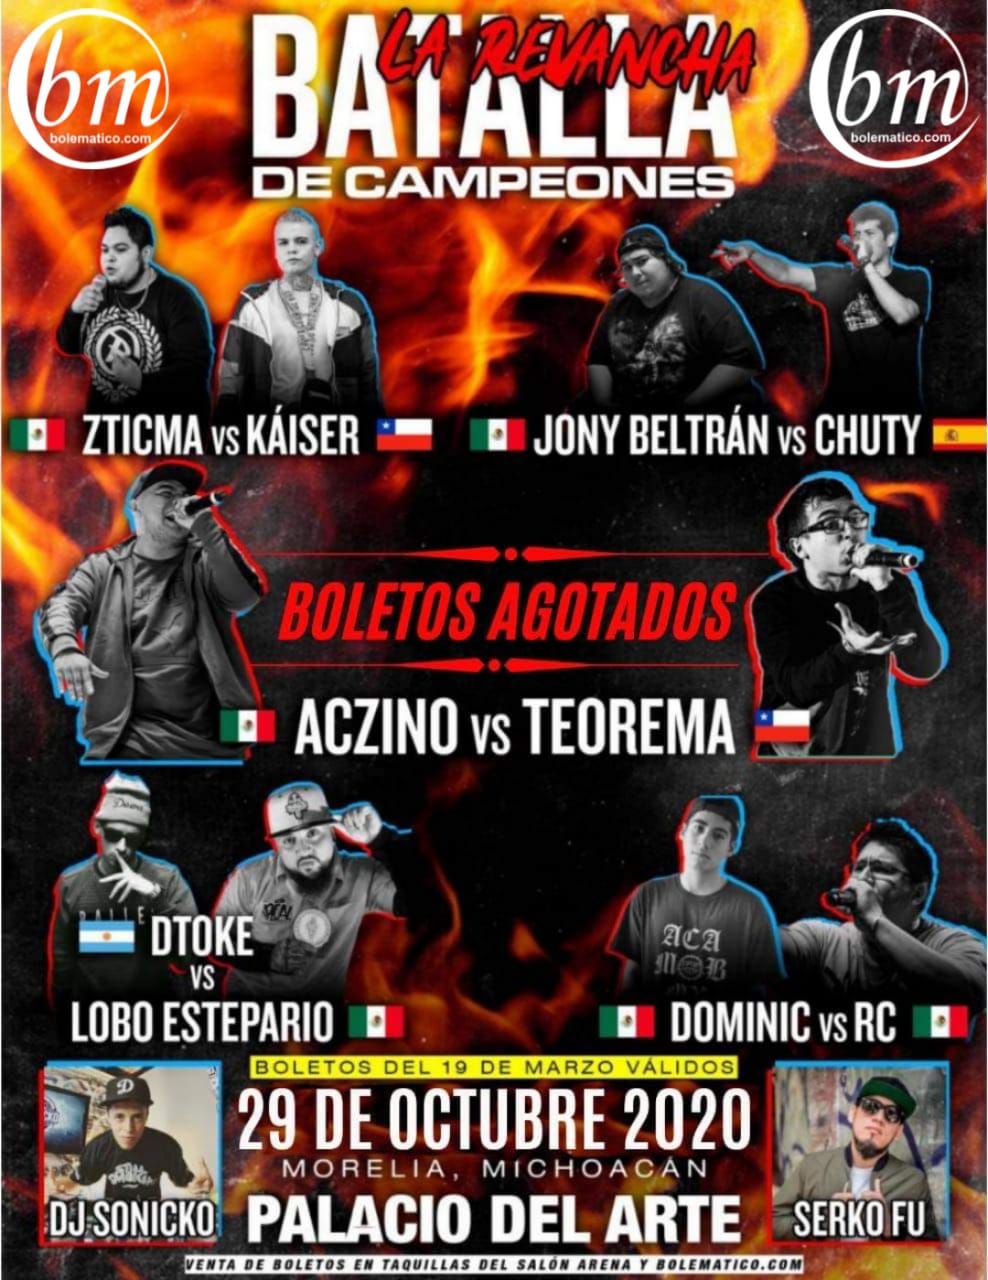 bm
bolematico.com
LA REVANCHA
BATALLA
DE CAMPEONES
bm
bolematico.com
ZTICMA VS KÁISER
JONY BELTRÁN VS CHUTY
BOLETOS AGOTADOS
ACZINO VS TEOREMA
DTOKE
VS
LOBO ESTEPARIO
ACA
MOB
DOMINIC VS RC
BOLETOS DEL 19 DE MARZO VÁLIDOS
29 DE OCTUBRE 2020
MORELIA, MICHOACÁN
PALACIO DEL ARTE
DJ SONICKO
SERKO FU
VENTA DE BOLETOS EN TAQUILLAS DEL SALÓN ARENA Y BOLEMATICO.COM